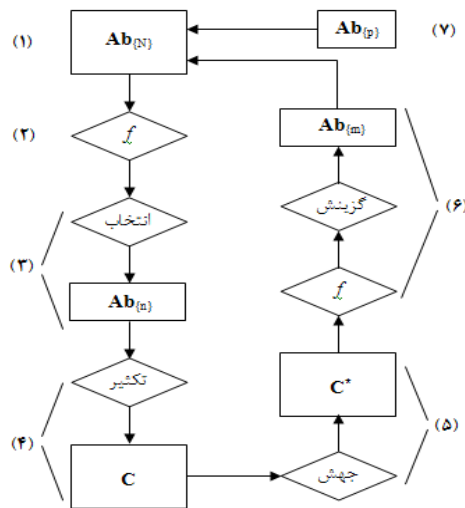 (۱) Ab{N} Ab{p} (۷)
(۲) f Ab{m}
انتخاب گزینش (۶)
(۳) Ab{n} f
تکثیر C*
(۴) C جهش (۵)